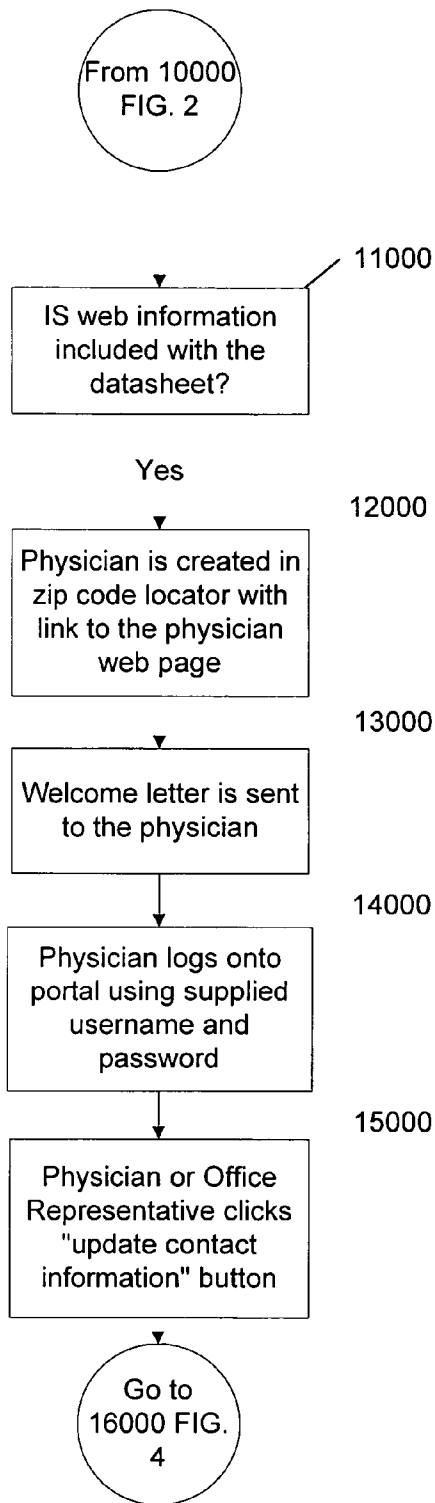 From 10000
FIG. 2
11000
IS web information
included with the
datasheet?
Yes
12000
Physician is created in
zip code locator with
link to the physician
web page
13000
Welcome letter is sent
to the physician
14000
Physician logs onto
portal using supplied
username and
password
15000
Physician or Office
Representative clicks
"update contact
information" button
Go to
16000 FIG.
4